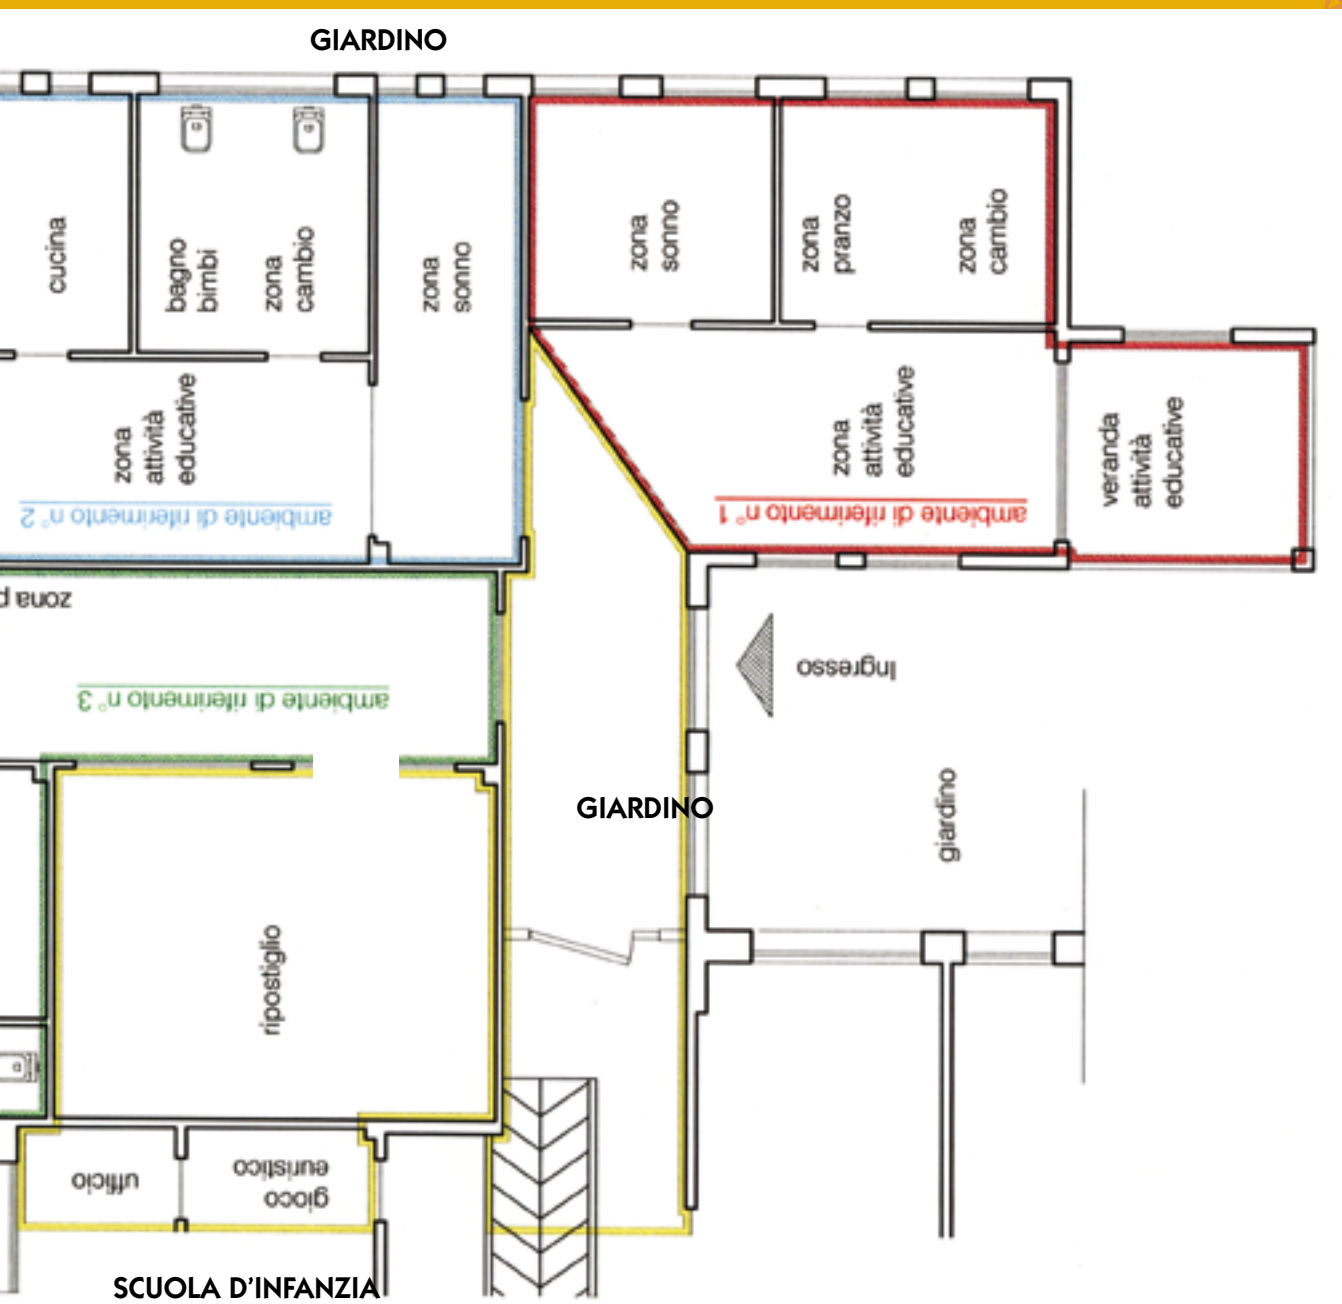 GIARDINO
cucina
bagno
bimbi
zona
cambio
zona
sonno
zona
sonno
zona
pranzo
zona
cambio
zona
attività
educative
zona
attività
educative
veranda
attività
educative
ambiente di riferimento n° 2
ambiente di riferimento n° 1
zona p
Ingresso
ambiente di riferimento n° 3
GIARDINO
giardino
ripostiglio
ufficio
gioco
euristico
SCUOLA D'INFANZIA